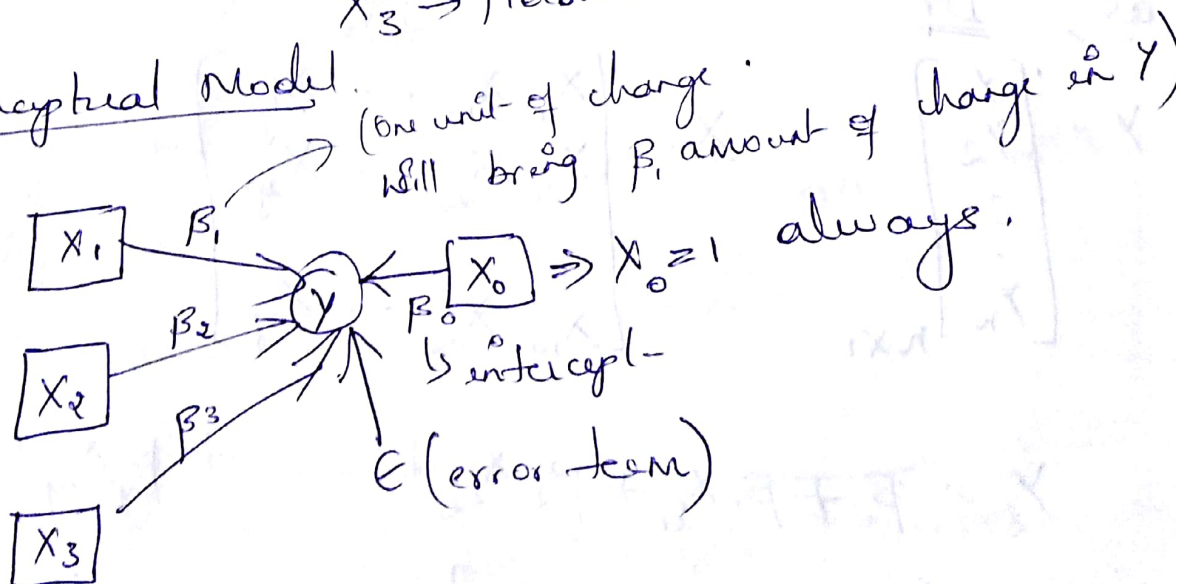 X3 →
ceptual Model.
(One unit of change
will bring β1 amount of change in Y)
always.
X1
β1
Y
X0
⇒ X0 = 1
β0
β2
↳ intercept
X2
β3
ε (error term)
X3